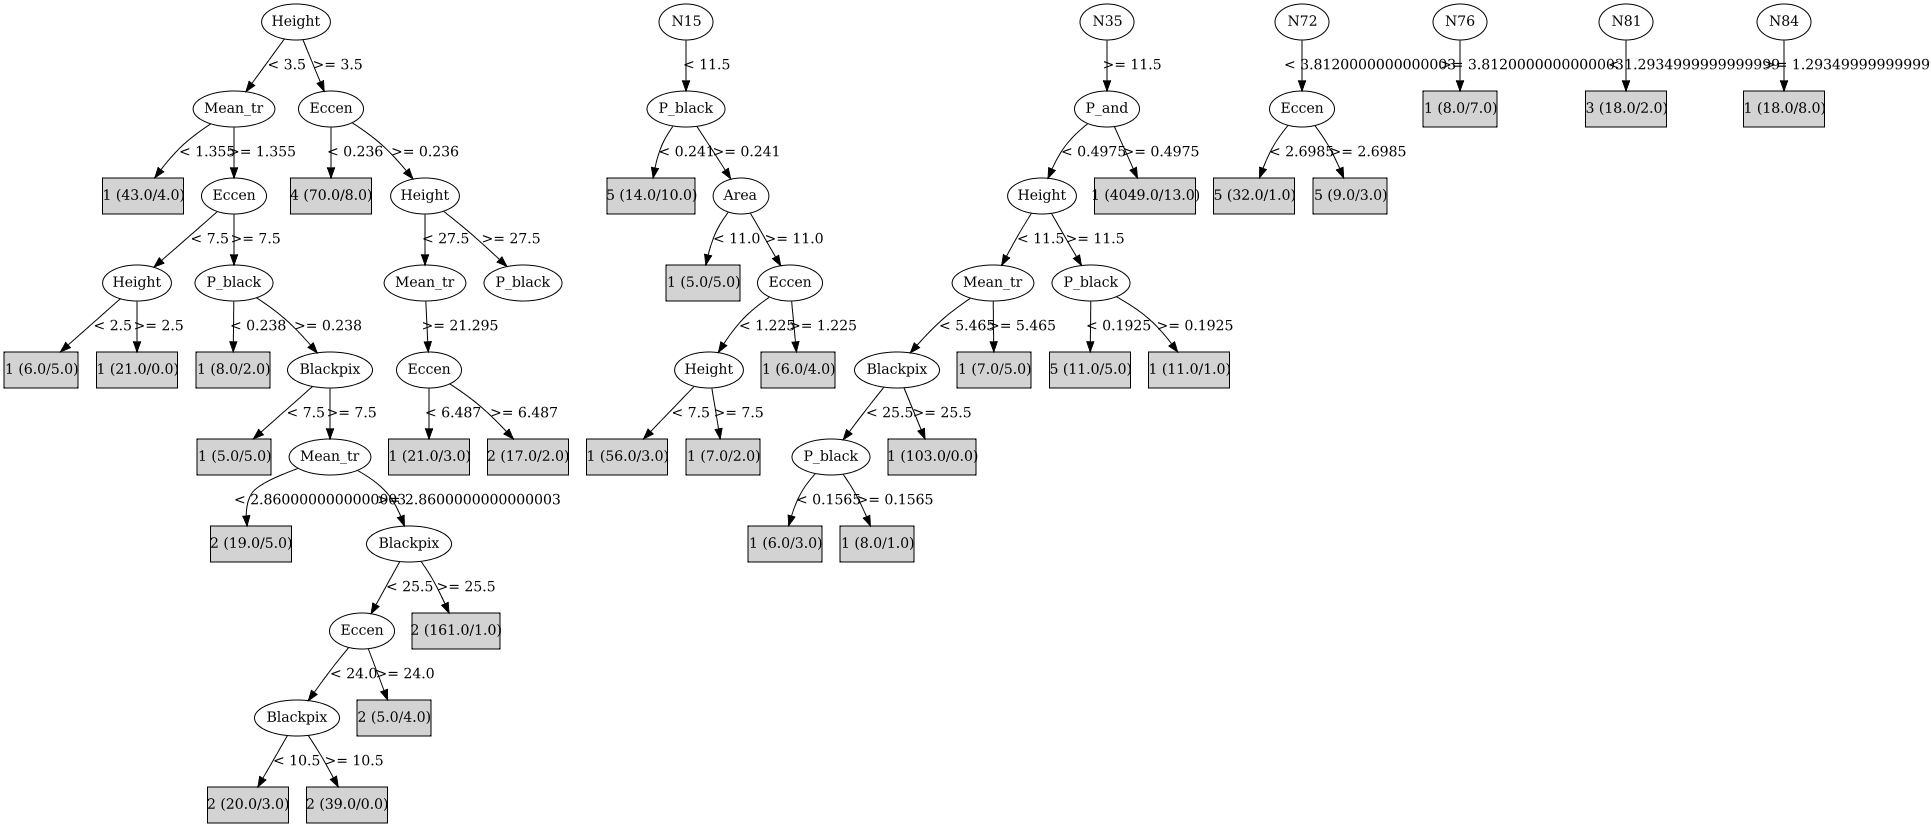 Height N15 N35 N72 N76 N81 N84
< 3.5 >= 3.5 < 11.5 >= 11.5 < 3.8120000000000003 >= 3.8120000000000003 < 1.2934999999999999 >= 1.2934999999999999
Mean_tr Eccen P_black P_and Eccen 1 (8.0/7.0) 3 (18.0/2.0) 1 (18.0/8.0)
< 1.355 >= 1.355 < 0.236 >= 0.236 < 0.241 >= 0.241 < 0.4975 >= 0.4975 < 2.6985 >= 2.6985
1 (43.0/4.0) Eccen 4 (70.0/8.0) Height 5 (14.0/10.0) Area Height 1 (4049.0/13.0) 5 (32.0/1.0) 5 (9.0/3.0)
< 7.5 >= 7.5 < 27.5 >= 27.5 < 11.0 >= 11.0 < 11.5 >= 11.5
Height P_black Mean_tr P_black 1 (5.0/5.0) Eccen Mean_tr P_black
< 2.5 >= 2.5 < 0.238 >= 0.238 >= 21.295 < 1.225 >= 1.225 < 5.465 >= 5.465 < 0.1925 >= 0.1925
1 (6.0/5.0) 1 (21.0/0.0) 1 (8.0/2.0) Blackpix Eccen Height 1 (6.0/4.0) Blackpix 1 (7.0/5.0) 5 (11.0/5.0) 1 (11.0/1.0)
< 7.5 >= 7.5 < 6.487 >= 6.487 < 7.5 >= 7.5 < 25.5 >= 25.5
1 (5.0/5.0) Mean_tr 1 (21.0/3.0) 2 (17.0/2.0) 1 (56.0/3.0) 1 (7.0/2.0) P_black 1 (103.0/0.0)
< 2.8600000000000003 >= 2.8600000000000003 < 0.1565 >= 0.1565
2 (19.0/5.0) Blackpix 1 (6.0/3.0) 1 (8.0/1.0)
< 25.5 >= 25.5
Eccen 2 (161.0/1.0)
< 24.0 >= 24.0
Blackpix 2 (5.0/4.0)
< 10.5 >= 10.5
2 (20.0/3.0) 2 (39.0/0.0)